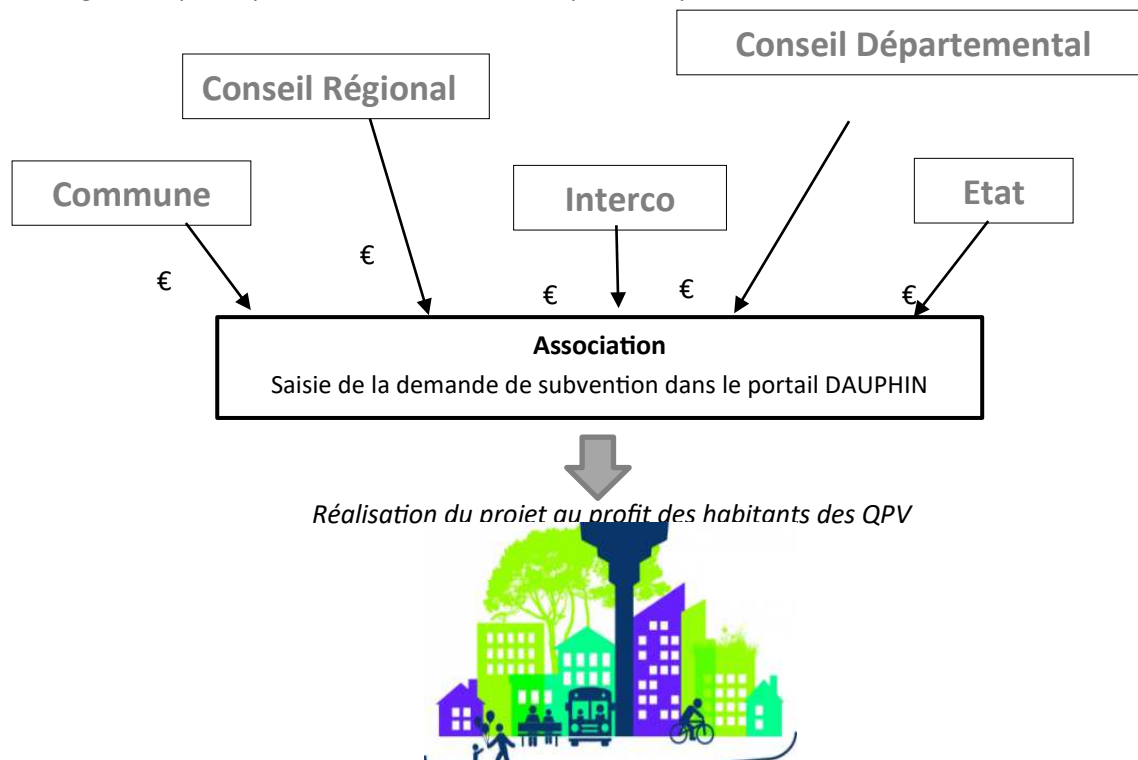 Conseil Départemental
Conseil Régional
Commune
Interco
Etat
€
€
€
€
€
Association
Saisie de la demande de subvention dans le portail DAUPHIN
Réalisation du projet au profit des habitants des QPV